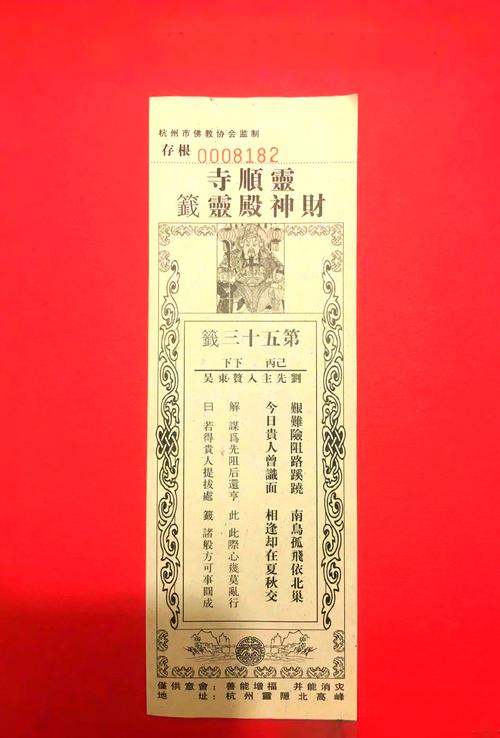 杭州市佛教协会监制
存根 0008182
靈順寺
財神殿靈籤
第五十三籤
己丙 下下
劉先主入贅東吳
艱難險阻路蹊蹺 南鳥孤飛依北巢
今日貴人曾識面 相逢却在夏秋交
解 謀爲先阻后還亨 此 此際心幾莫亂行
曰 若得貴人提拔處 籤 諸般方可事圓成
僅供意會：善能增福 并能消灾
地址：杭州靈隱北高峰